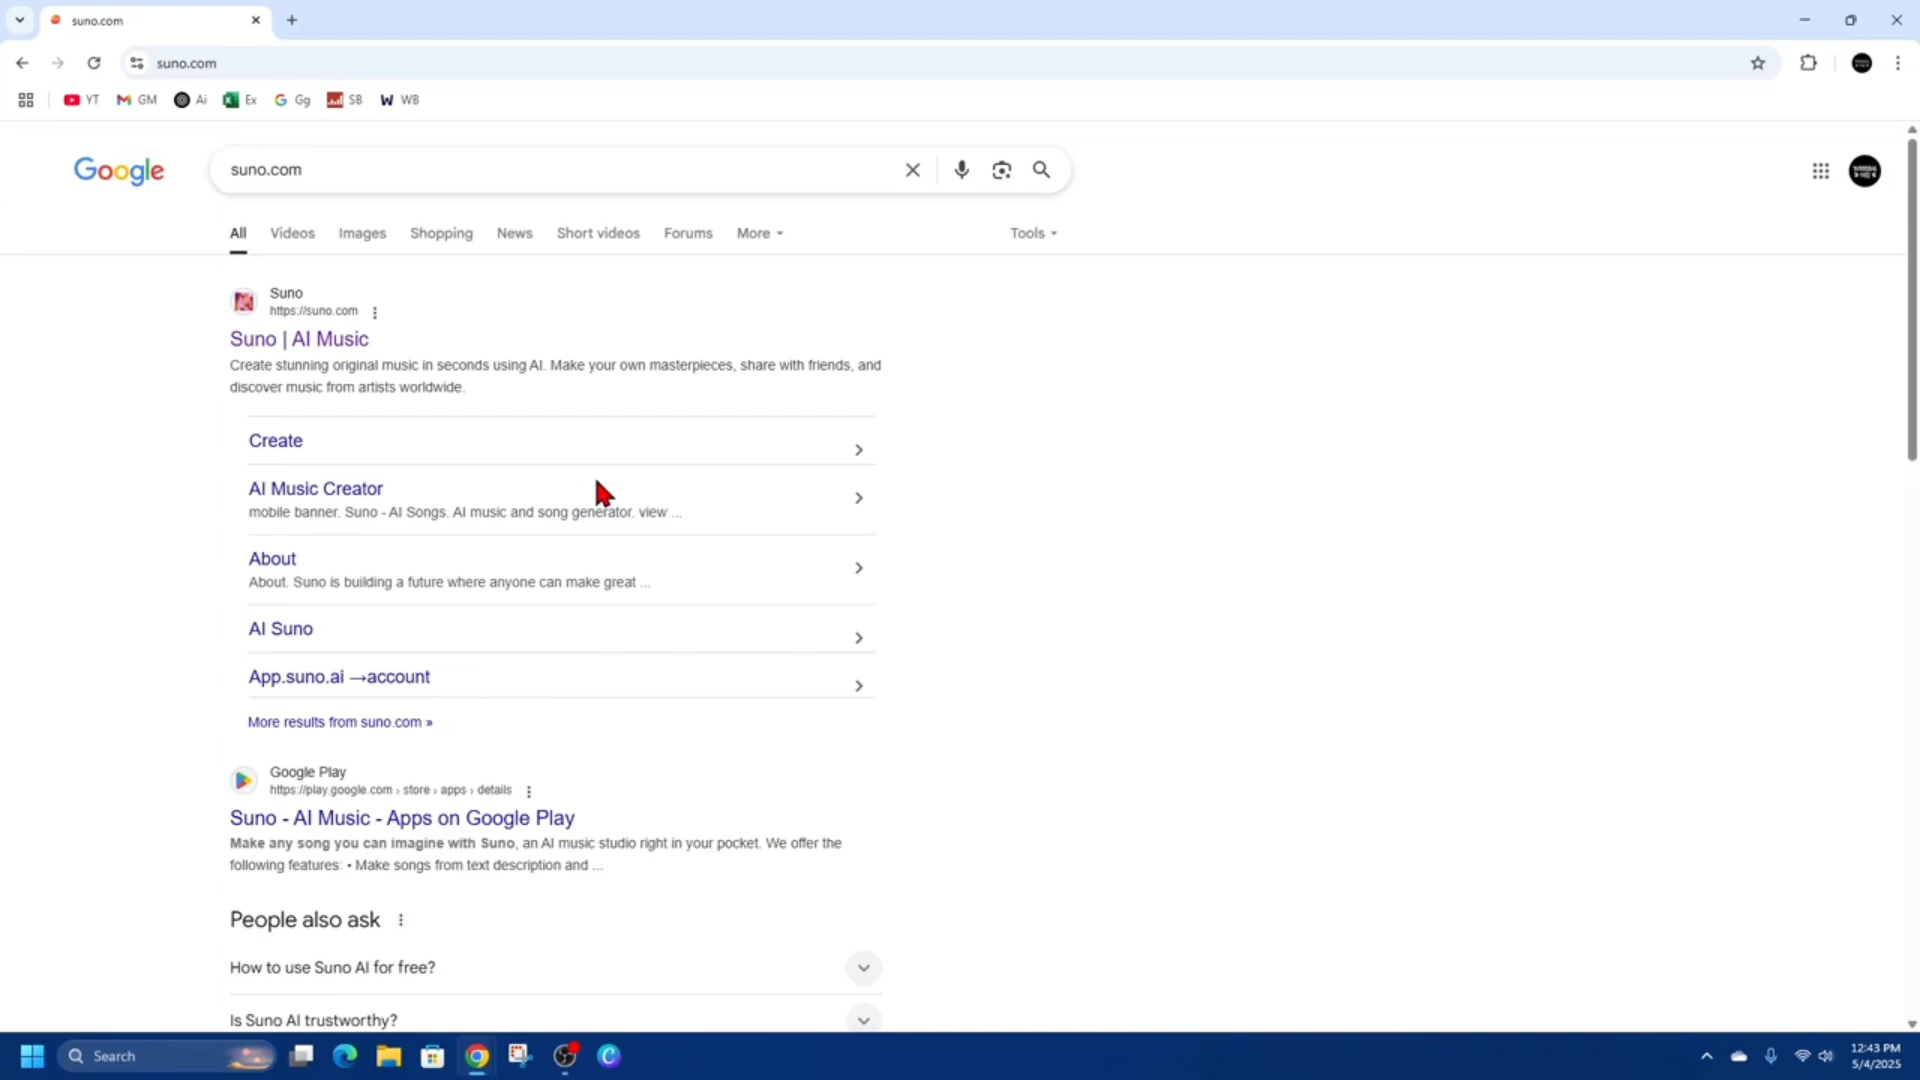 suno.com
suno.com
YT GM Ai Ex Gg SB WB
Google
suno.com
All Videos Images Shopping News Short videos Forums More Tools
Suno
https://suno.com
Suno | AI Music
Create stunning original music in seconds using AI. Make your own masterpieces, share with friends, and
discover music from artists worldwide.
Create
AI Music Creator
mobile banner. Suno - AI Songs. AI music and song generator. view ...
About
About. Suno is building a future where anyone can make great ...
AI Suno
App.suno.ai →account
More results from suno.com »
Google Play
https://play.google.com › store › apps › details
Suno - AI Music - Apps on Google Play
Make any song you can imagine with Suno, an AI music studio right in your pocket. We offer the
following features: • Make songs from text description and ...
People also ask
How to use Suno AI for free?
Is Suno AI trustworthy?
Search
12:43 PM
5/4/2025